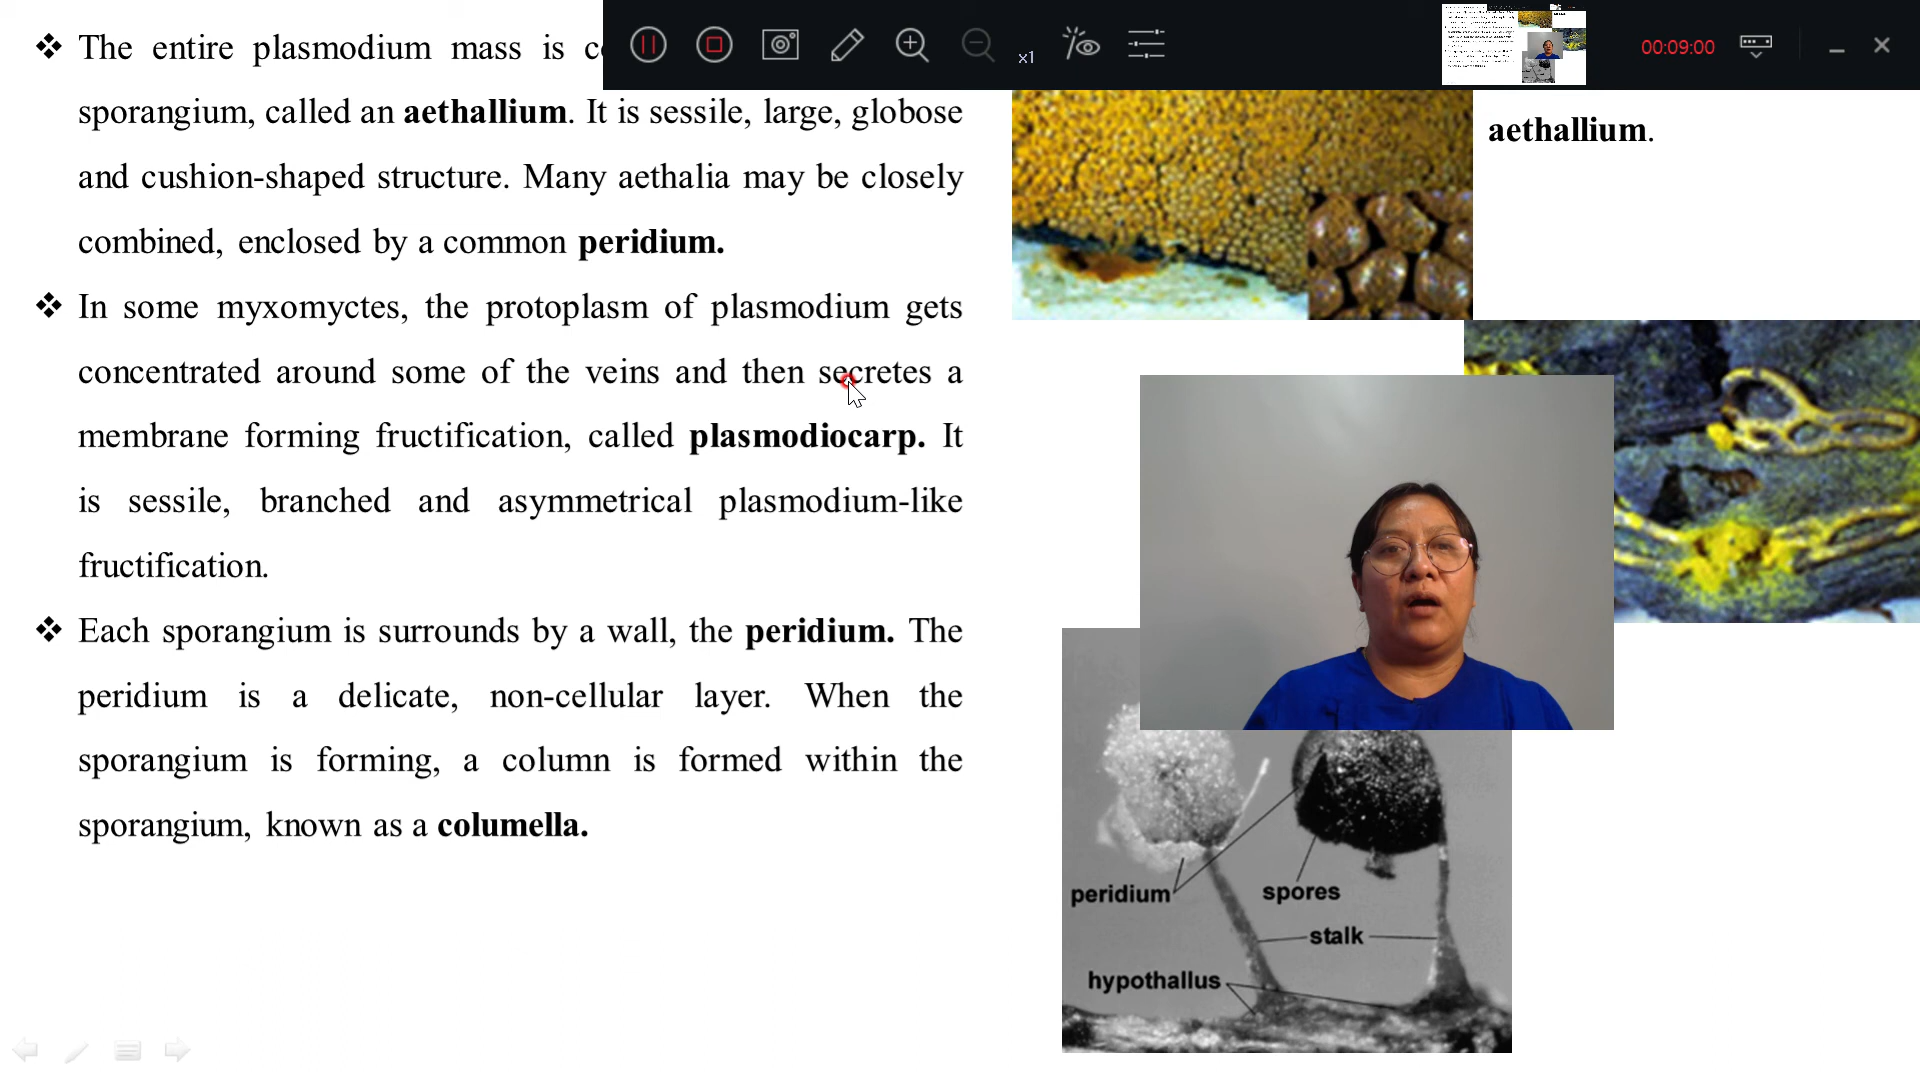 The entire plasmodium mass is
sporangium, called an aethallium. It is sessile, large, globose
and cushion-shaped structure. Many aethalia may be closely
combined, enclosed by a common peridium.
In some myxomyctes, the protoplasm of plasmodium gets
concentrated around some of the veins and then secretes a
membrane forming fructification, called plasmodiocarp. It
is sessile, branched and asymmetrical plasmodium-like
fructification.
Each sporangium is surrounds by a wall, the peridium. The
peridium is a delicate, non-cellular layer. When the
sporangium is forming, a column is formed within the
sporangium, known as a columella.
x1
00:09:00
aethallium.
peridium
spores
stalk
hypothallus